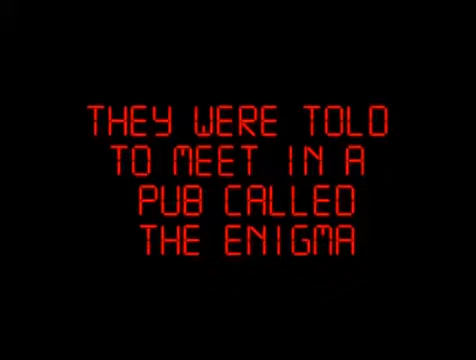 THEY WERE TOLD
TO MEET IN A
PUB CALLED
THE ENIGMA